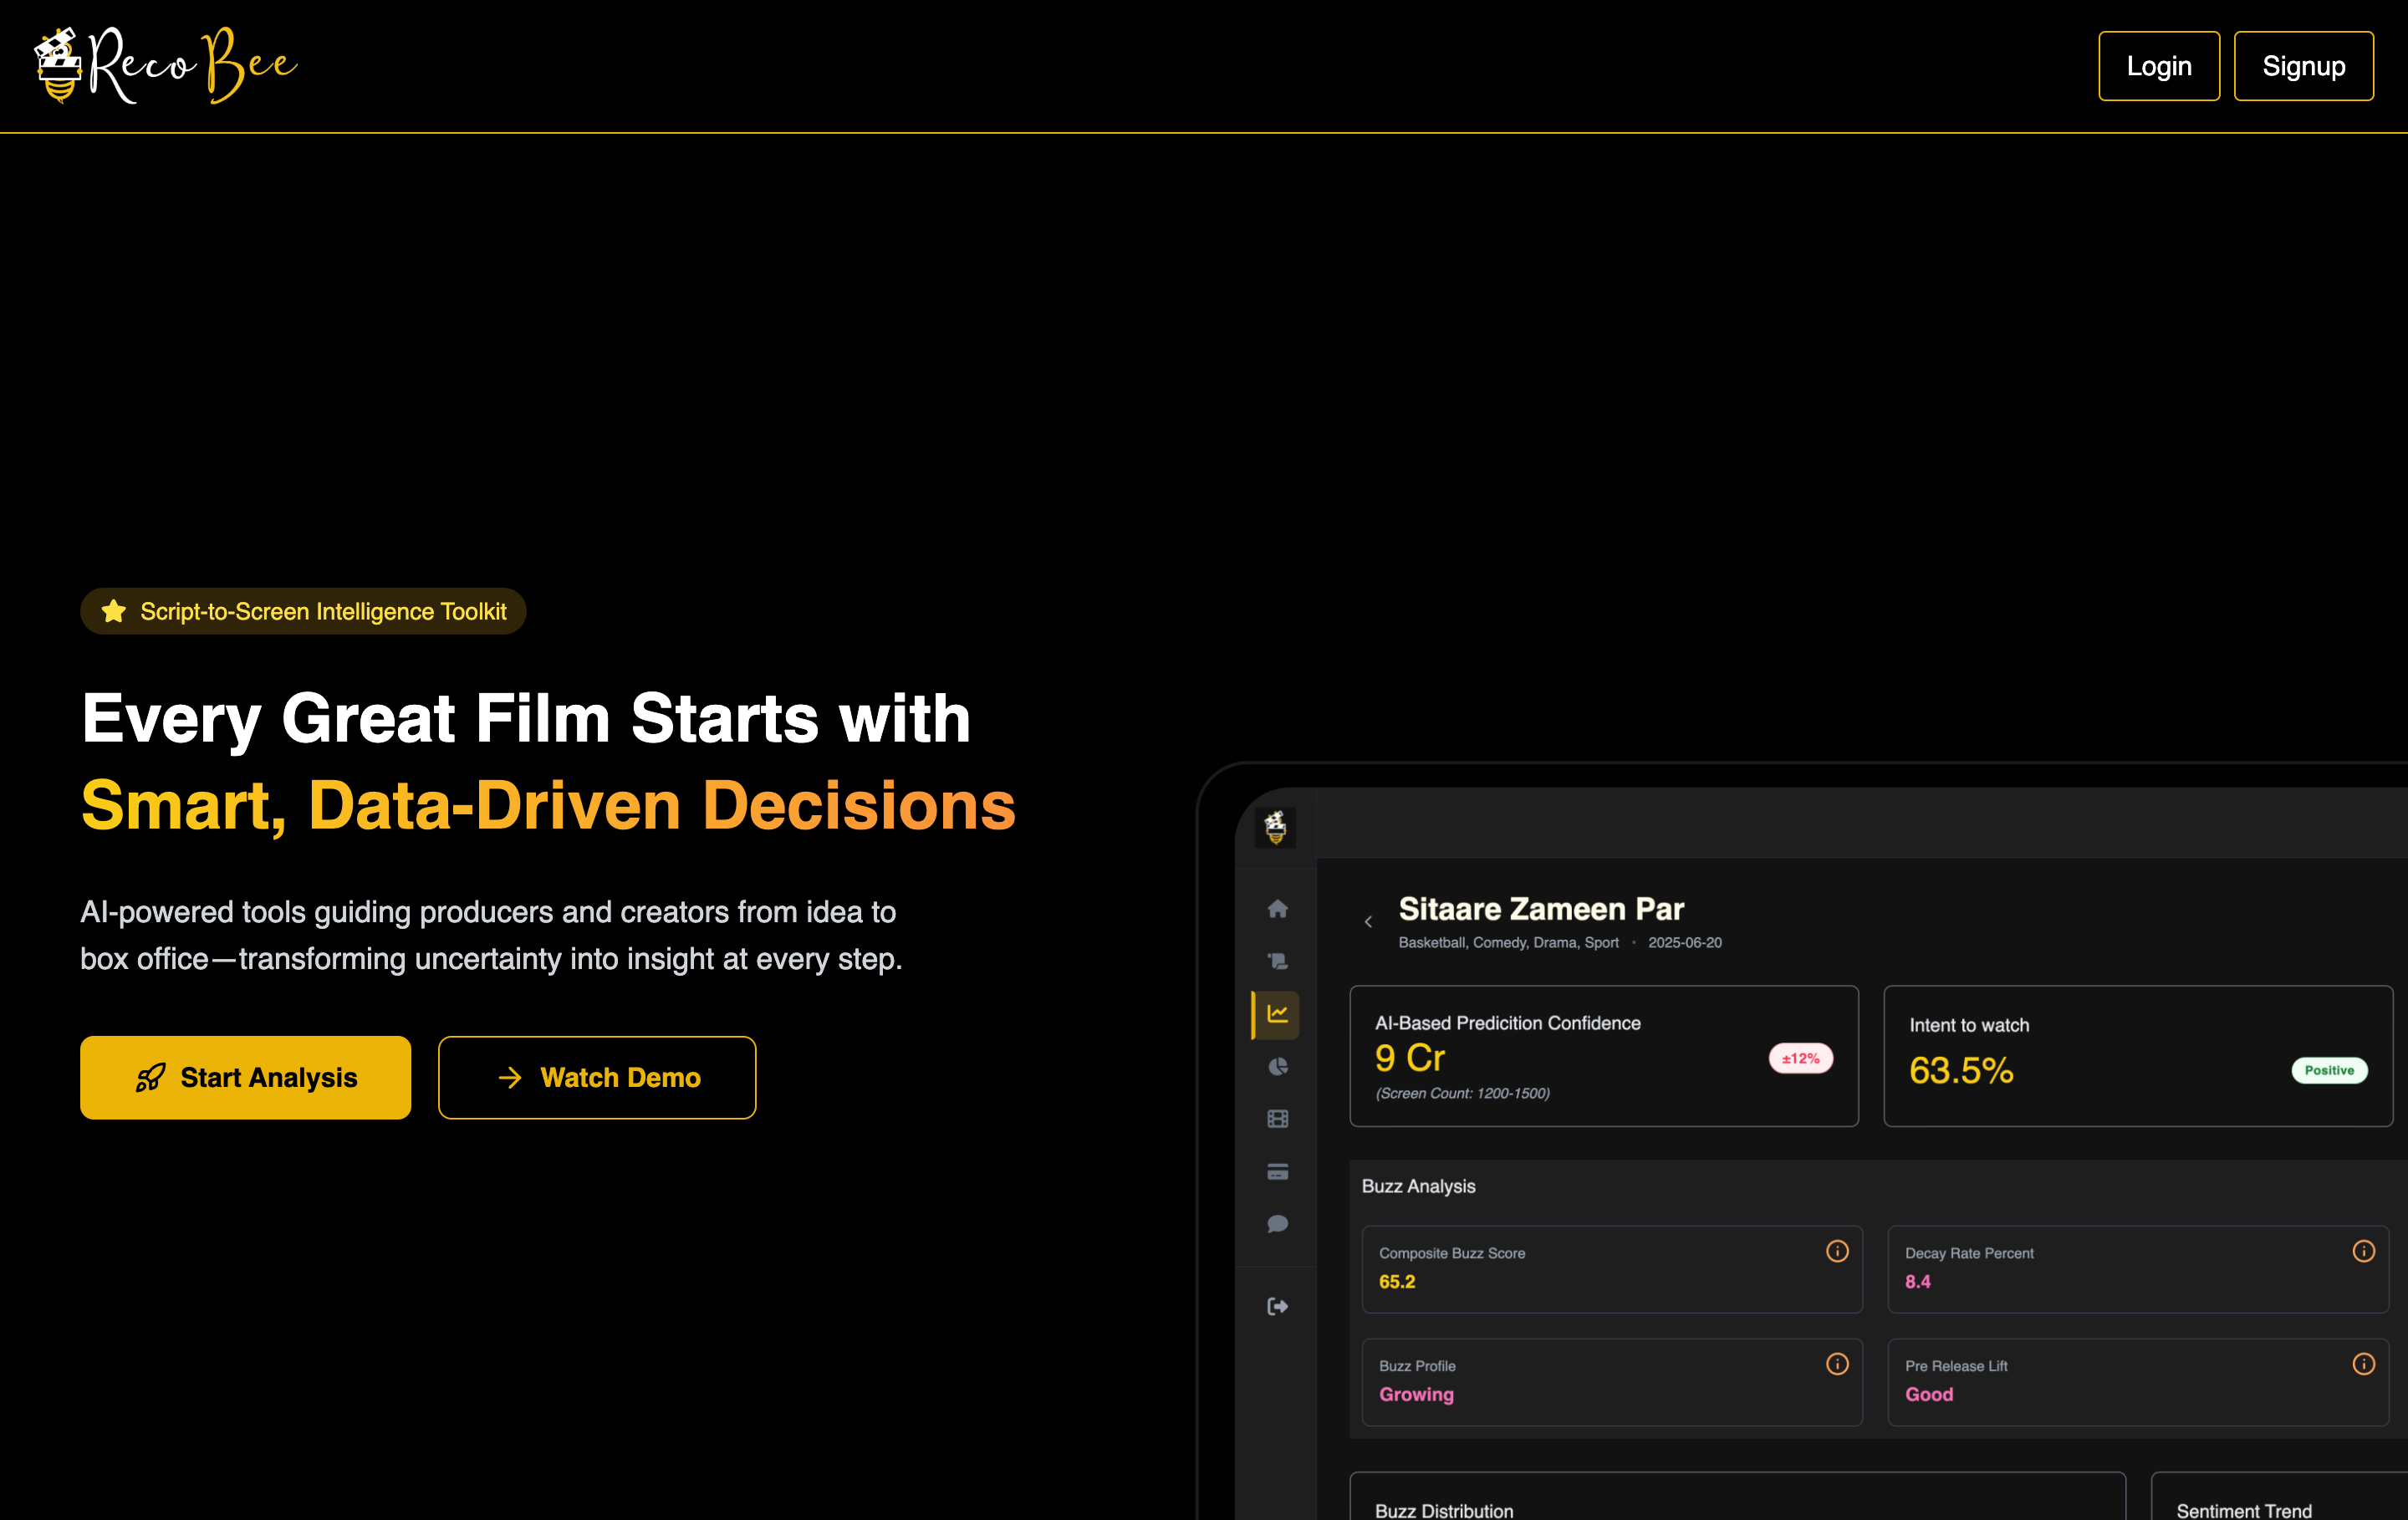 Reco Bee
Login
Signup
Script-to-Screen Intelligence Toolkit
Every Great Film Starts with
Smart, Data-Driven Decisions
AI-powered tools guiding producers and creators from idea to
box office—transforming uncertainty into insight at every step.
Start Analysis
Watch Demo
Sitaare Zameen Par
Basketball, Comedy, Drama, Sport • 2025-06-20
AI-Based Predicition Confidence
9 Cr
±12%
(Screen Count: 1200-1500)
Intent to watch
63.5%
Positive
Buzz Analysis
Composite Buzz Score
65.2
Decay Rate Percent
8.4
Buzz Profile
Growing
Pre Release Lift
Good
Buzz Distribution
Sentiment Trend